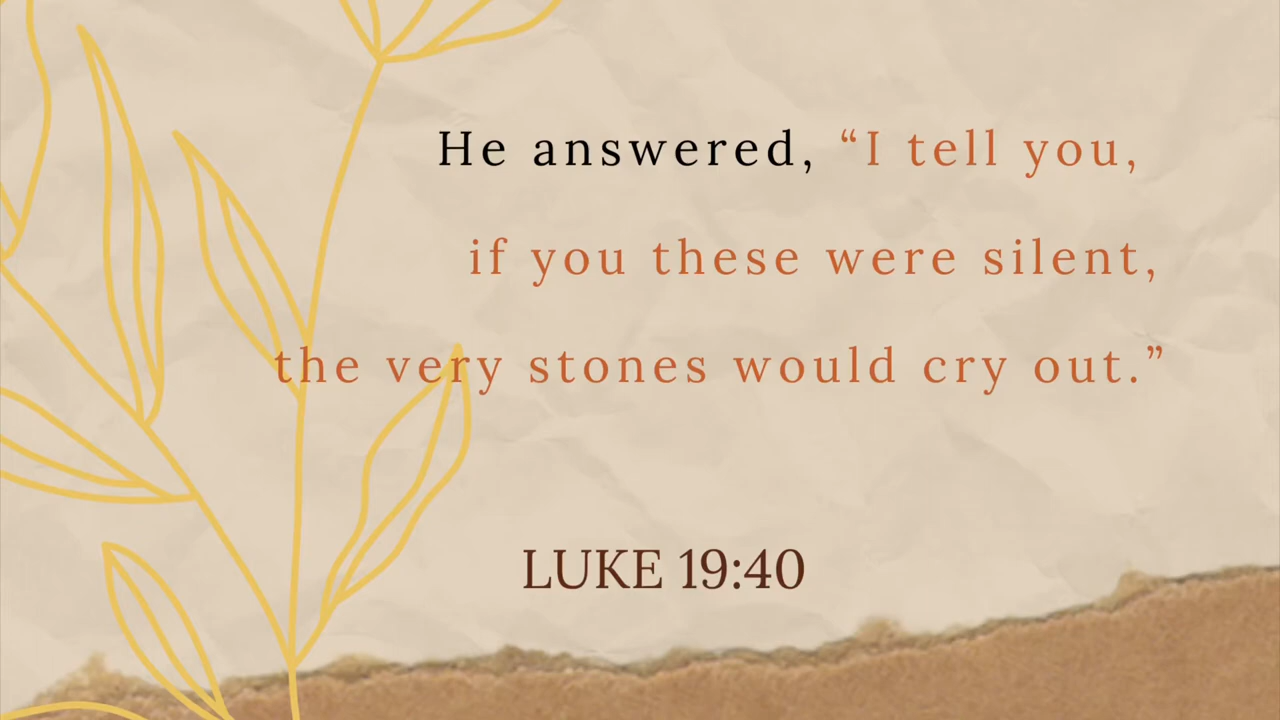 He answered, “I tell you,
if you these were silent,
the very stones would cry out.”
LUKE 19:40